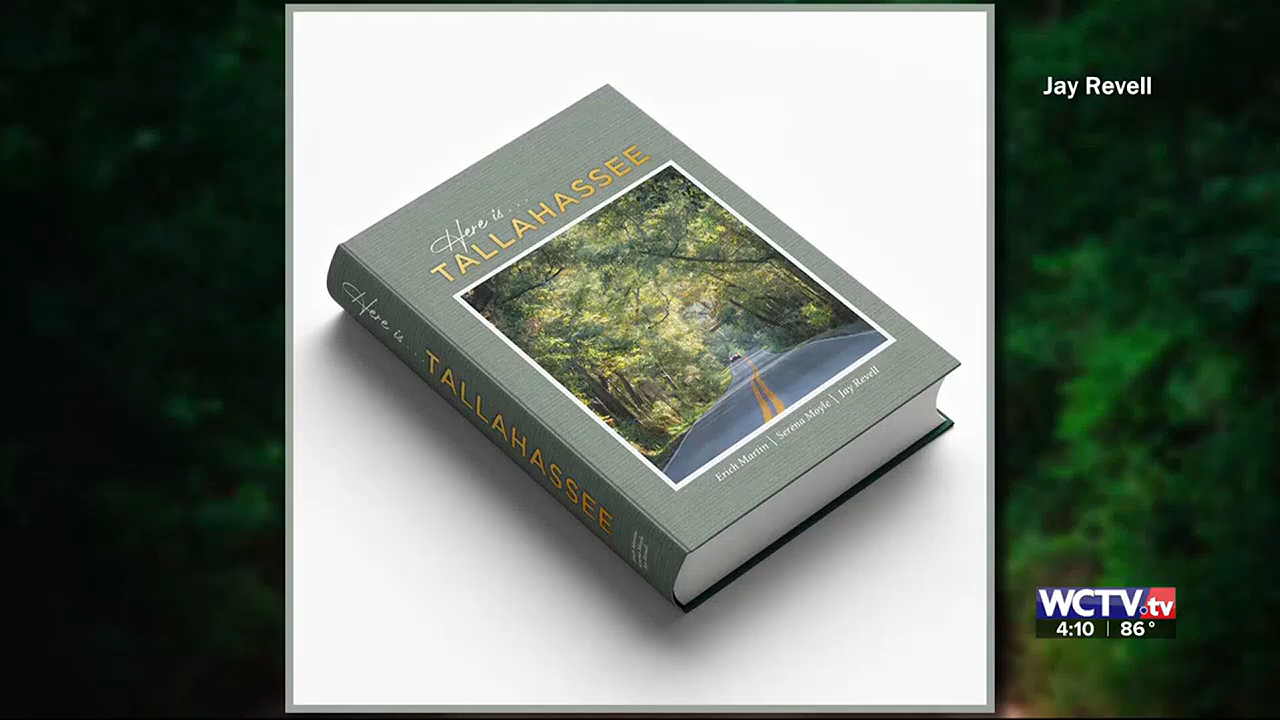 Jay Revell
Here is . . .
TALLAHASSEE
Erich Martin \ Serena Moyle \ Jay Revell
Here is . . .
TALLAHASSEE
WCTV.tv
4:10 | 86°